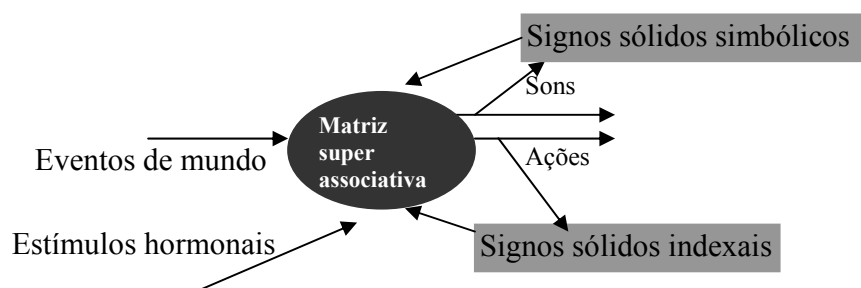 Signos sólidos simbólicos
Sons
Matriz
super
associativa
Eventos de mundo
Ações
Estímulos hormonais
Signos sólidos indexais